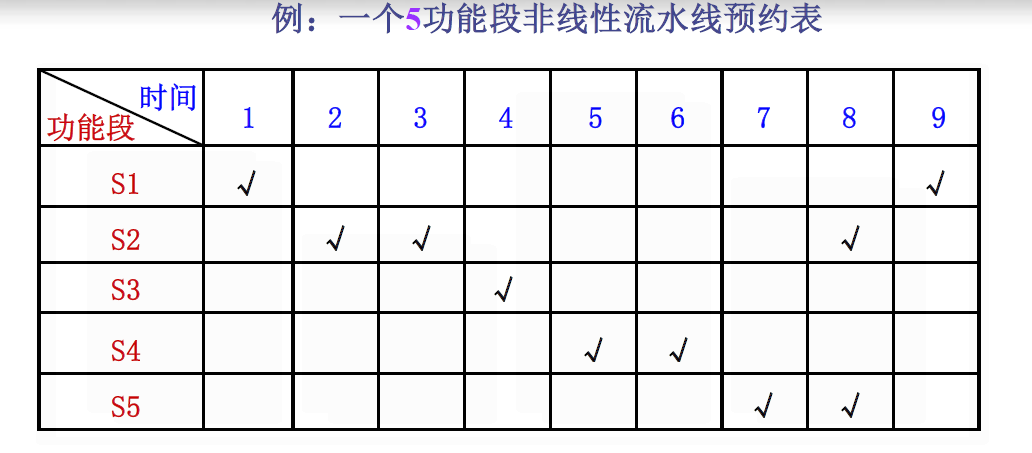 例：一个5功能段非线性流水线预约表
时间
功能段
1 2 3 4 5 6 7 8 9
S1 √ √
S2 √ √ √
S3 √
S4 √ √
S5 √ √